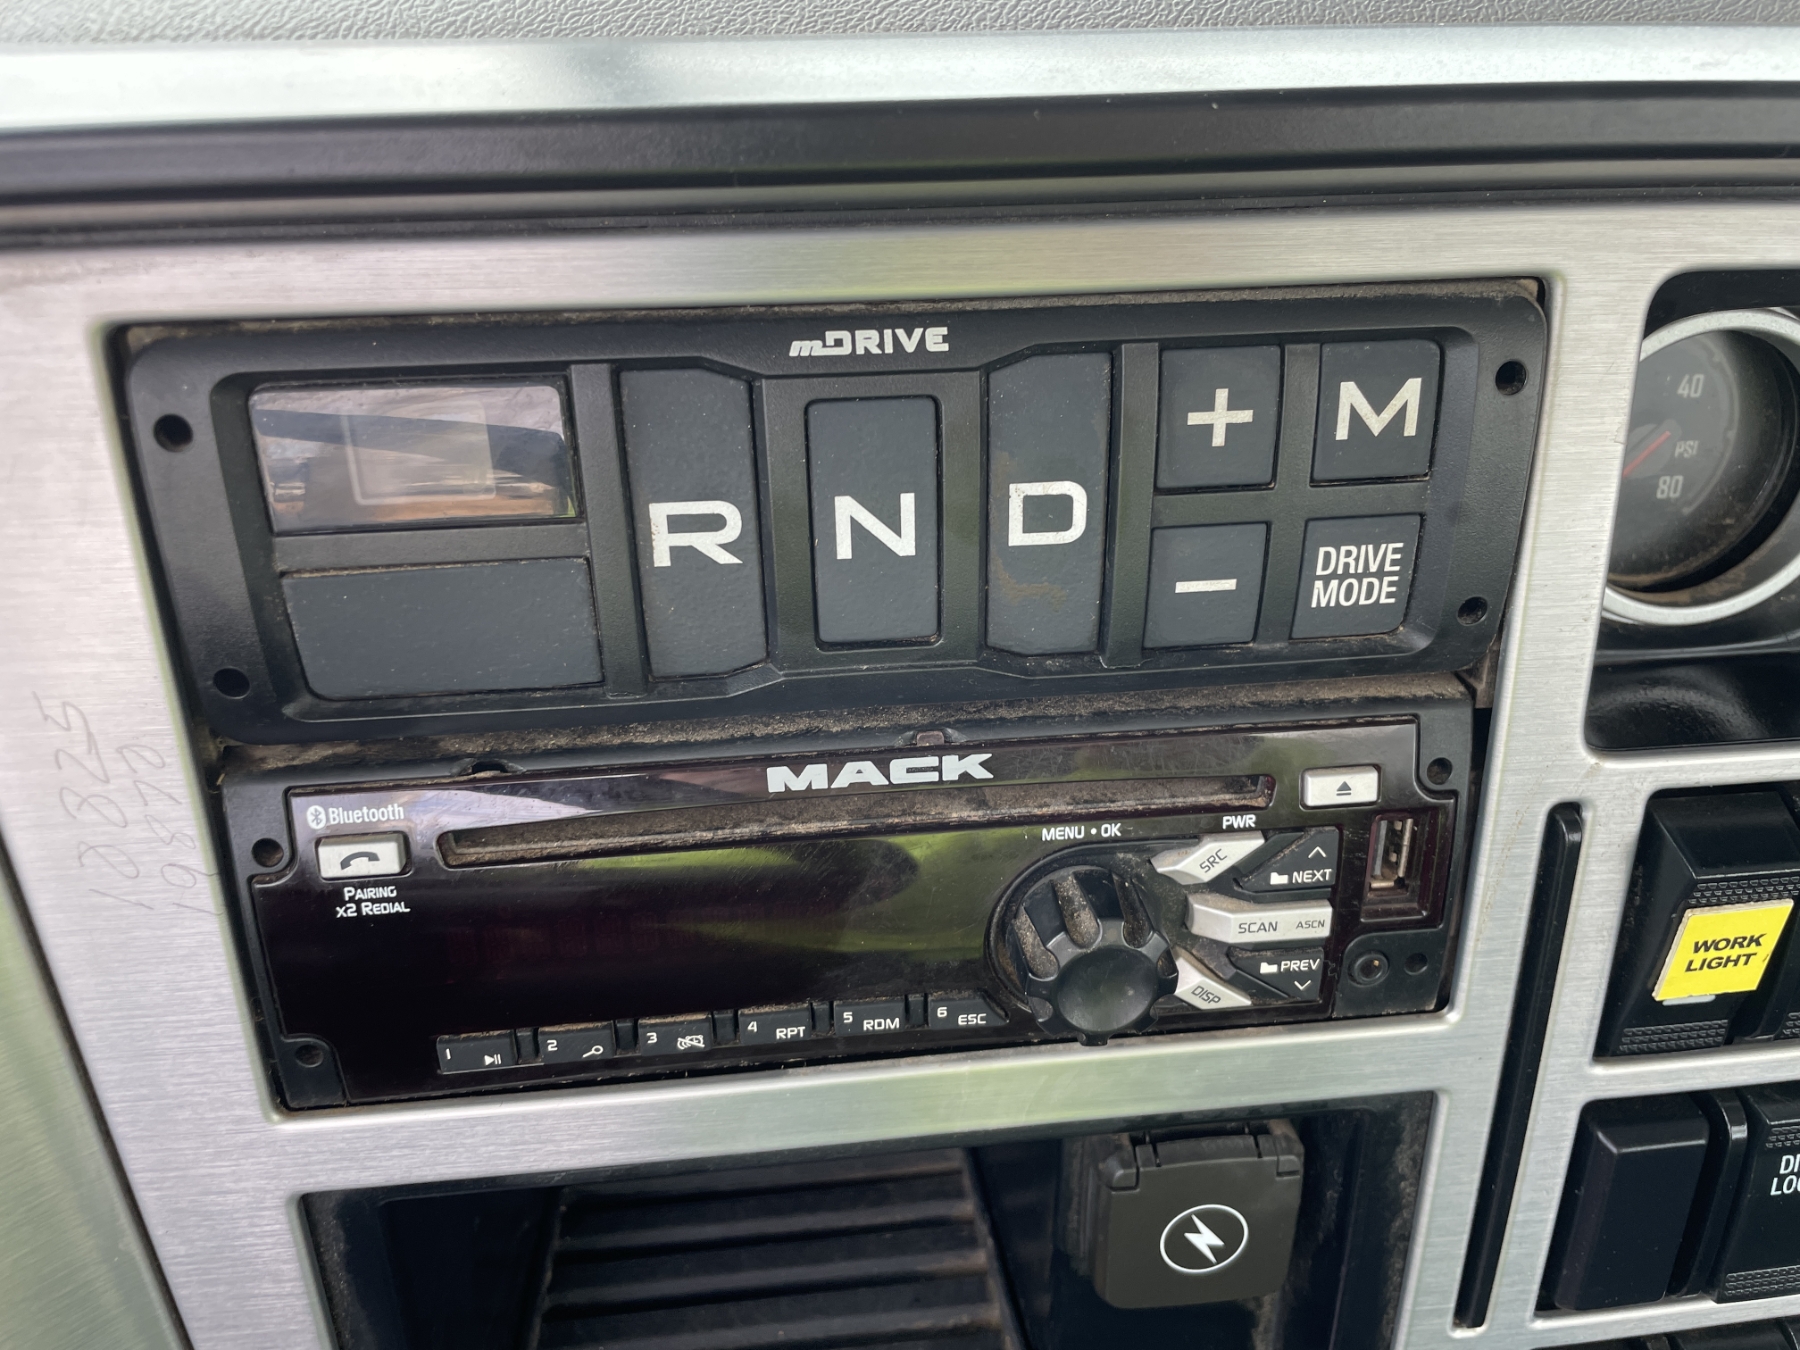 mDRIVE
R
N
D
+
M
-
DRIVE
MODE
40
PSI
80
MACK
Bluetooth
PAIRING
X2 REDIAL
MENU • OK
PWR
SRC
NEXT
SCAN
ASCN
PREV
DISP
1
2
3
4 RPT
5 RDM
6 ESC
WORK
LIGHT
10325